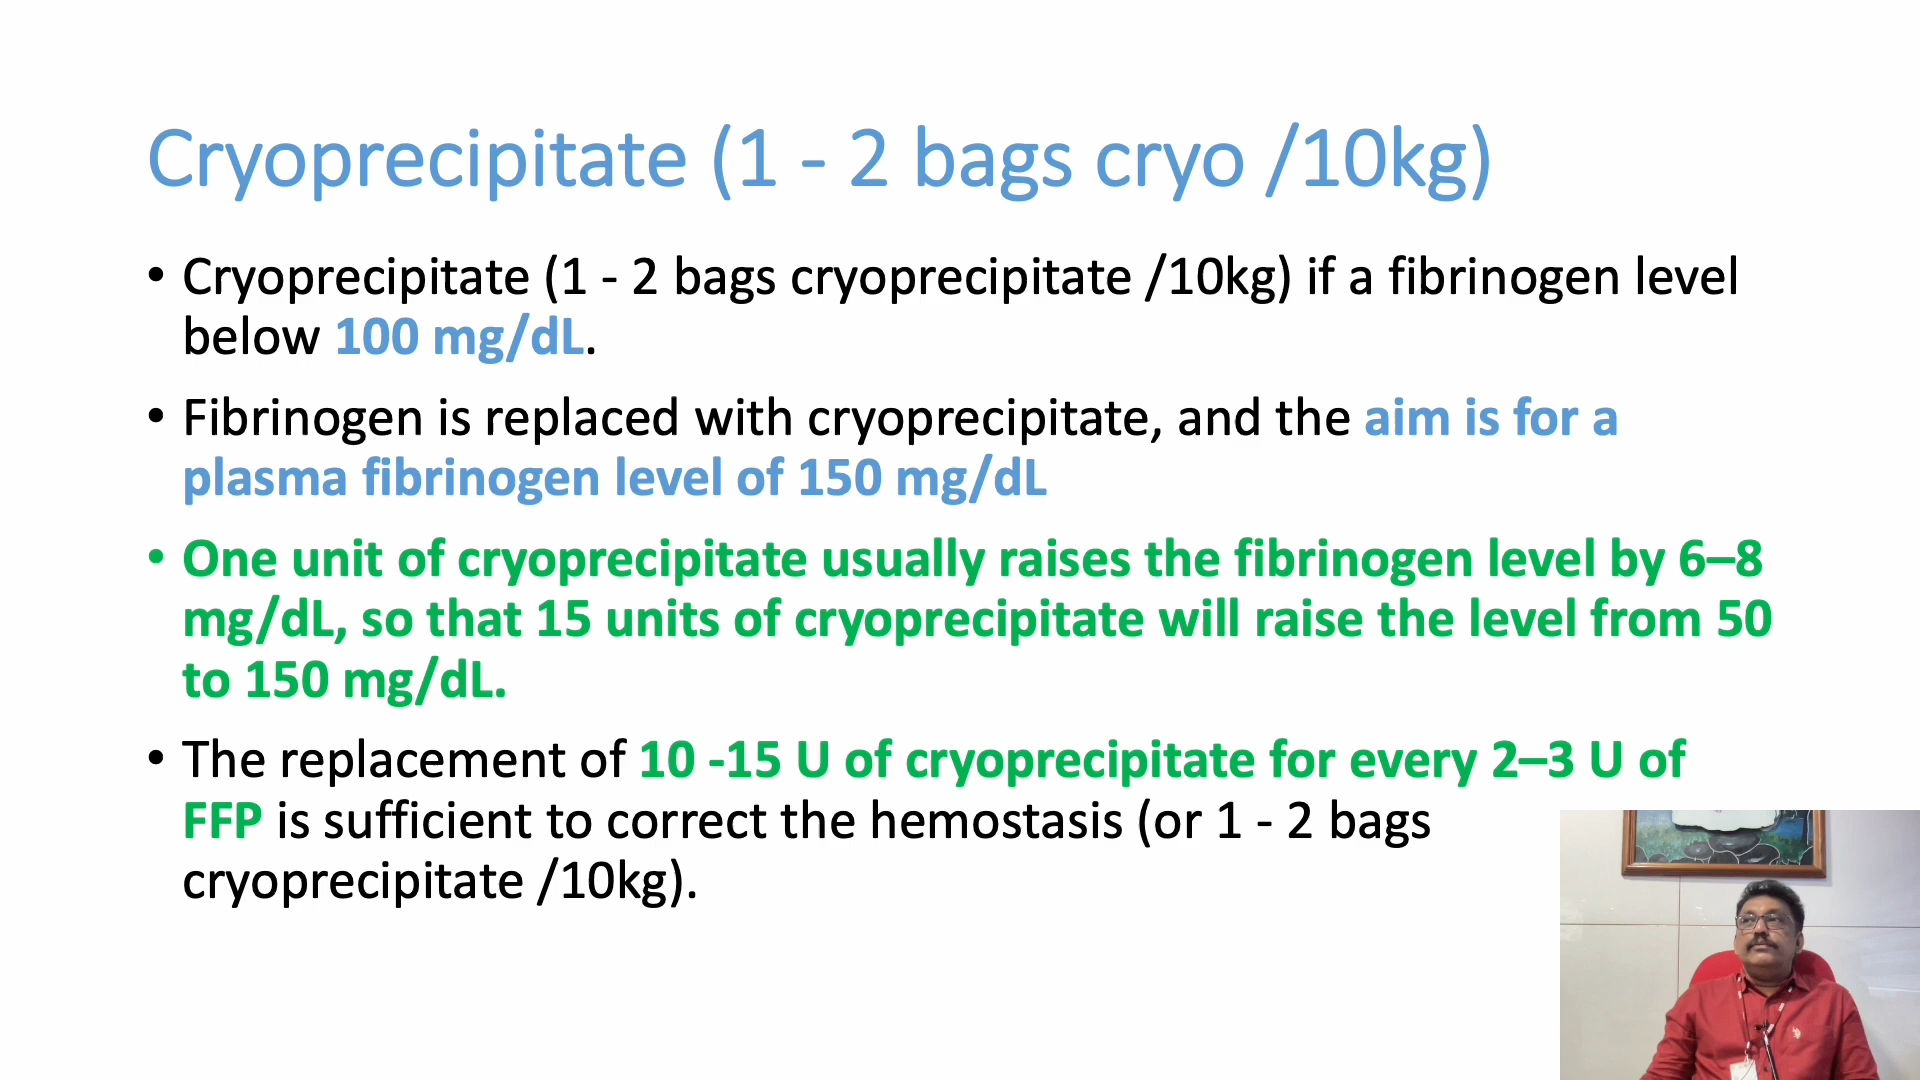 Cryoprecipitate (1 - 2 bags cryo /10kg)
• Cryoprecipitate (1 - 2 bags cryoprecipitate /10kg) if a fibrinogen level
below 100 mg/dL.
• Fibrinogen is replaced with cryoprecipitate, and the aim is for a
plasma fibrinogen level of 150 mg/dL
• One unit of cryoprecipitate usually raises the fibrinogen level by 6–8
mg/dL, so that 15 units of cryoprecipitate will raise the level from 50
to 150 mg/dL.
• The replacement of 10 -15 U of cryoprecipitate for every 2–3 U of
FFP is sufficient to correct the hemostasis (or 1 - 2 bags
cryoprecipitate /10kg).